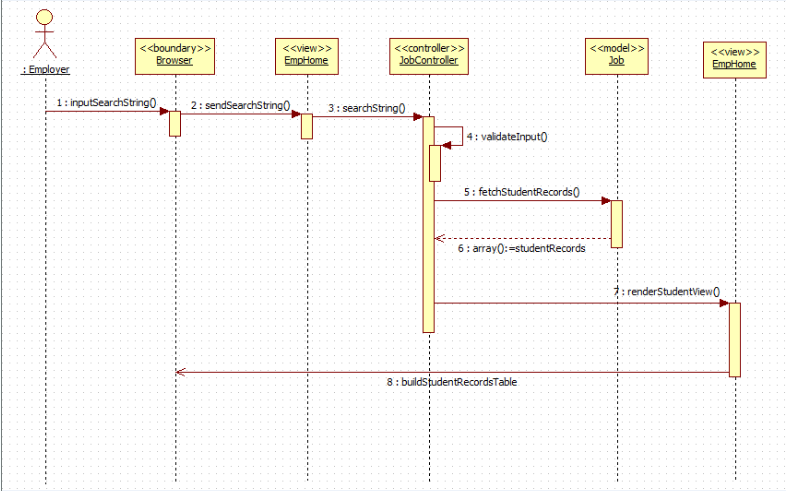 : Employer
<<boundary>>
Browser
<<view>>
EmpHome
<<controller>>
JobController
<<model>>
Job
<<view>>
EmpHome
1 : inputSearchString()
2 : sendSearchString()
3 : searchString()
4 : validateInput()
5 : fetchStudentRecords()
6 : array():=studentRecords
7 : renderStudentView()
8 : buildStudentRecordsTable